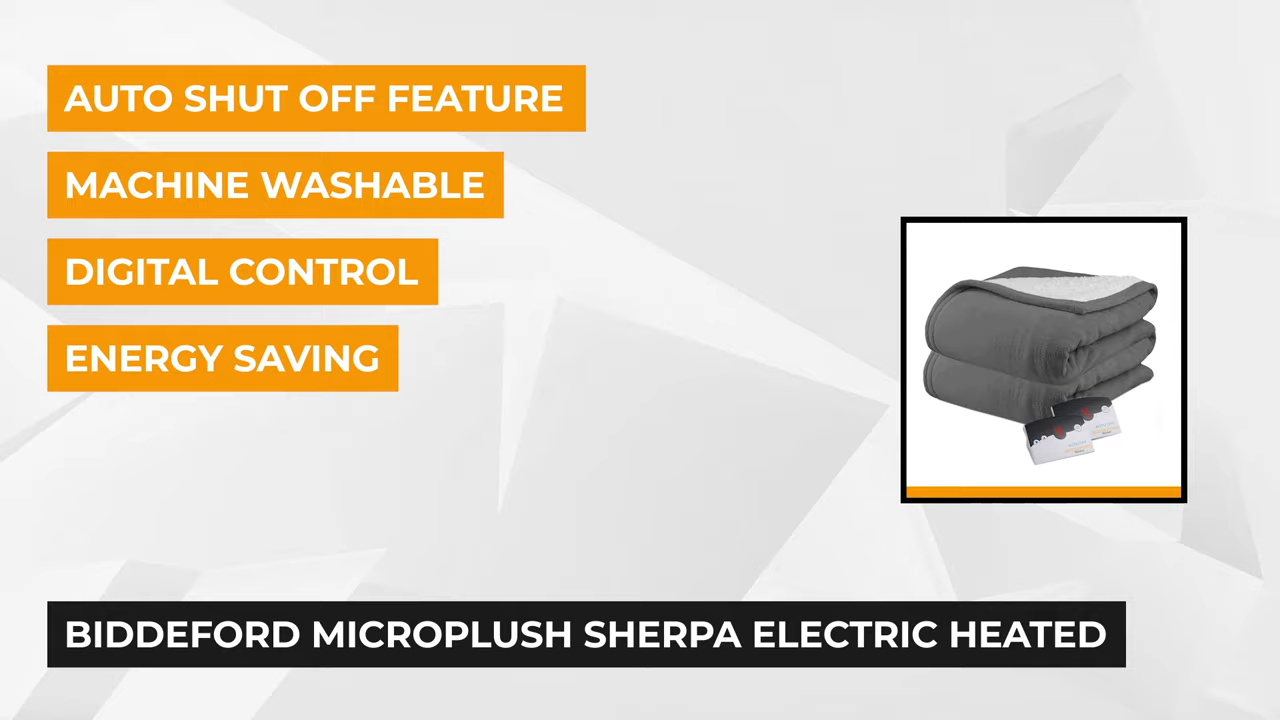 AUTO SHUT OFF FEATURE
MACHINE WASHABLE
DIGITAL CONTROL
ENERGY SAVING
BIDDEFORD MICROPLUSH SHERPA ELECTRIC HEATED